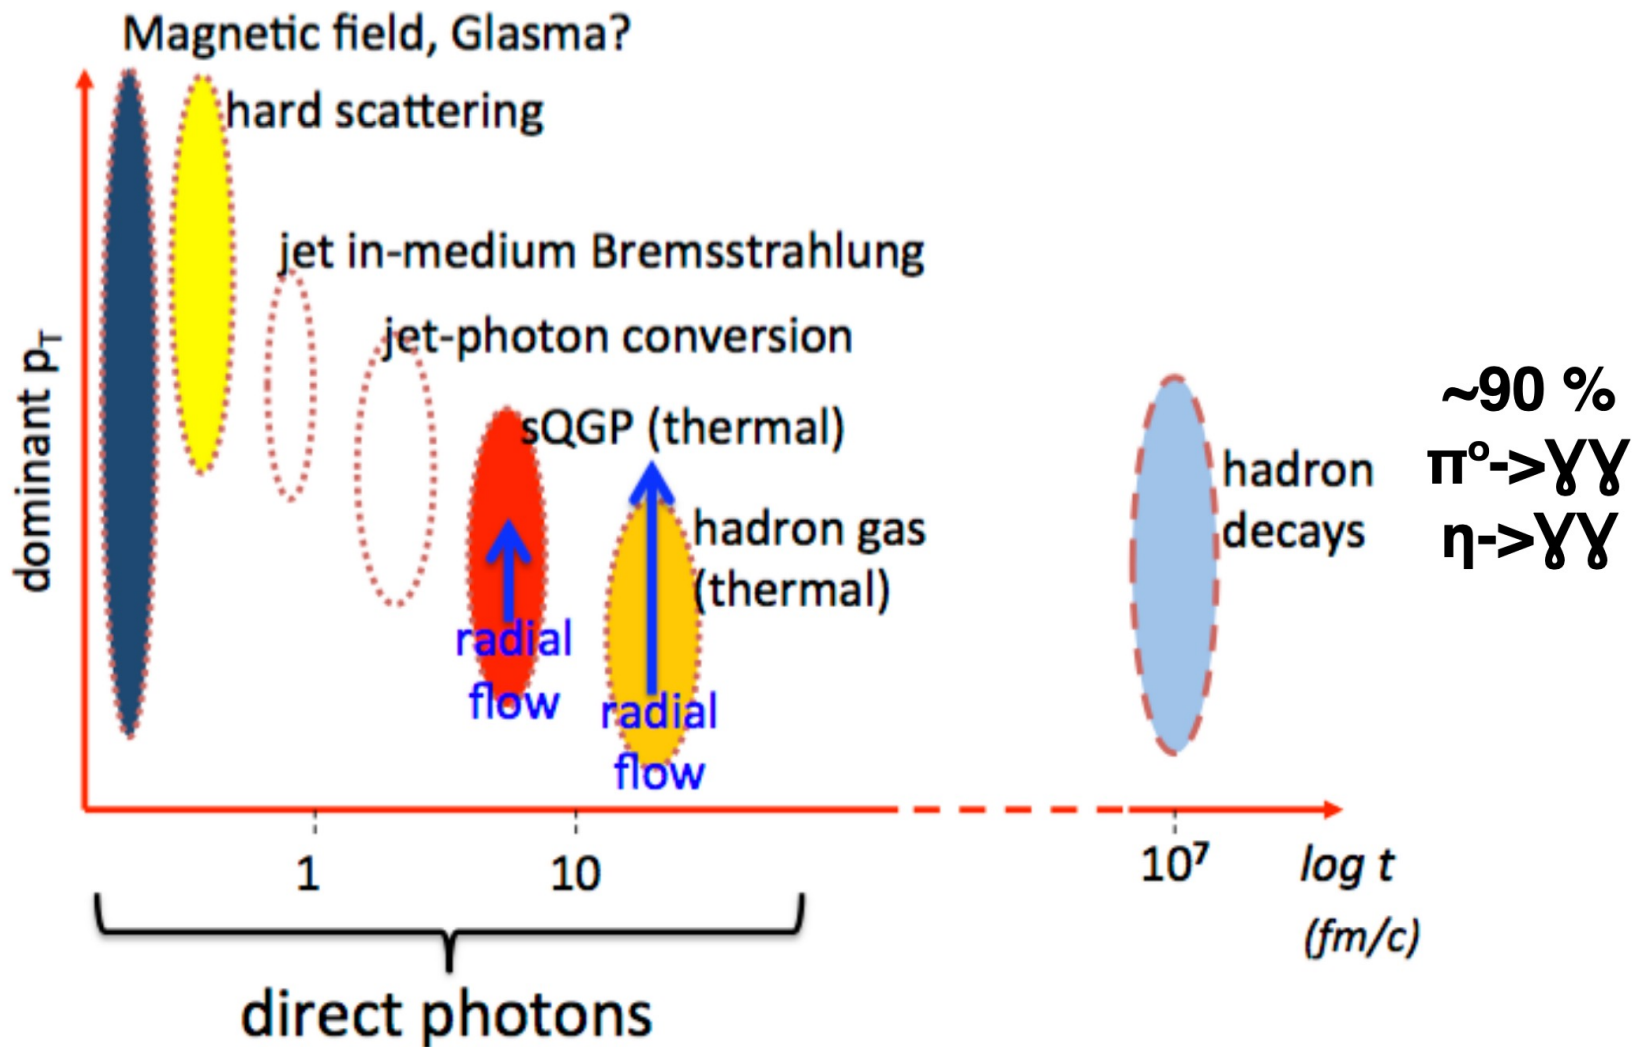 Magnetic field, Glasma?
hard scattering
jet in-medium Bremsstrahlung
jet-photon conversion
sQGP (thermal)
hadron gas
(thermal)
radial
flow
radial
flow
hadron
decays
~90 %
π°->ɣɣ
η->ɣɣ
dominant p_T
1
10
10⁷
log t
(fm/c)
direct photons